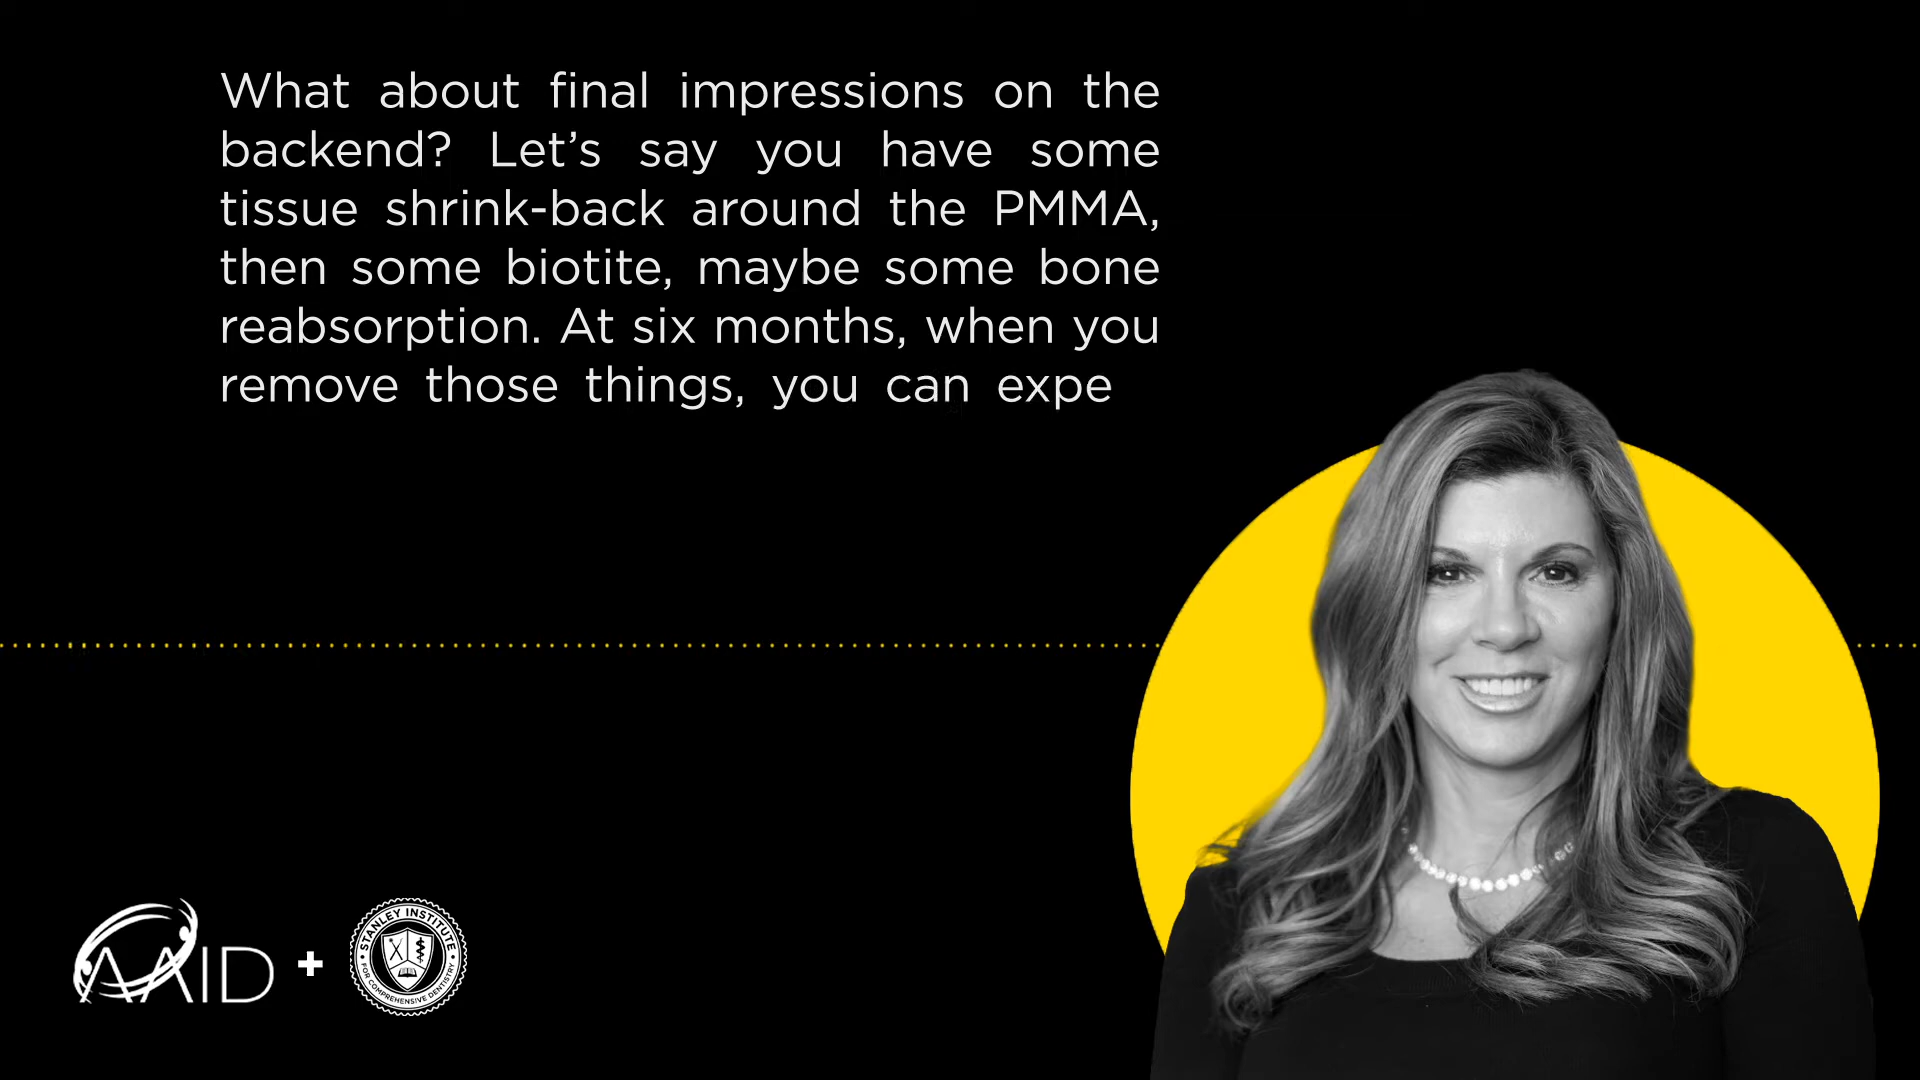 What about final impressions on the
backend? Let’s say you have some
tissue shrink-back around the PMMA,
then some biotite, maybe some bone
reabsorption. At six months, when you
remove those things, you can expe
AAID
+
STANLEY INSTITUTE
FOR COMPREHENSIVE DENTISTRY